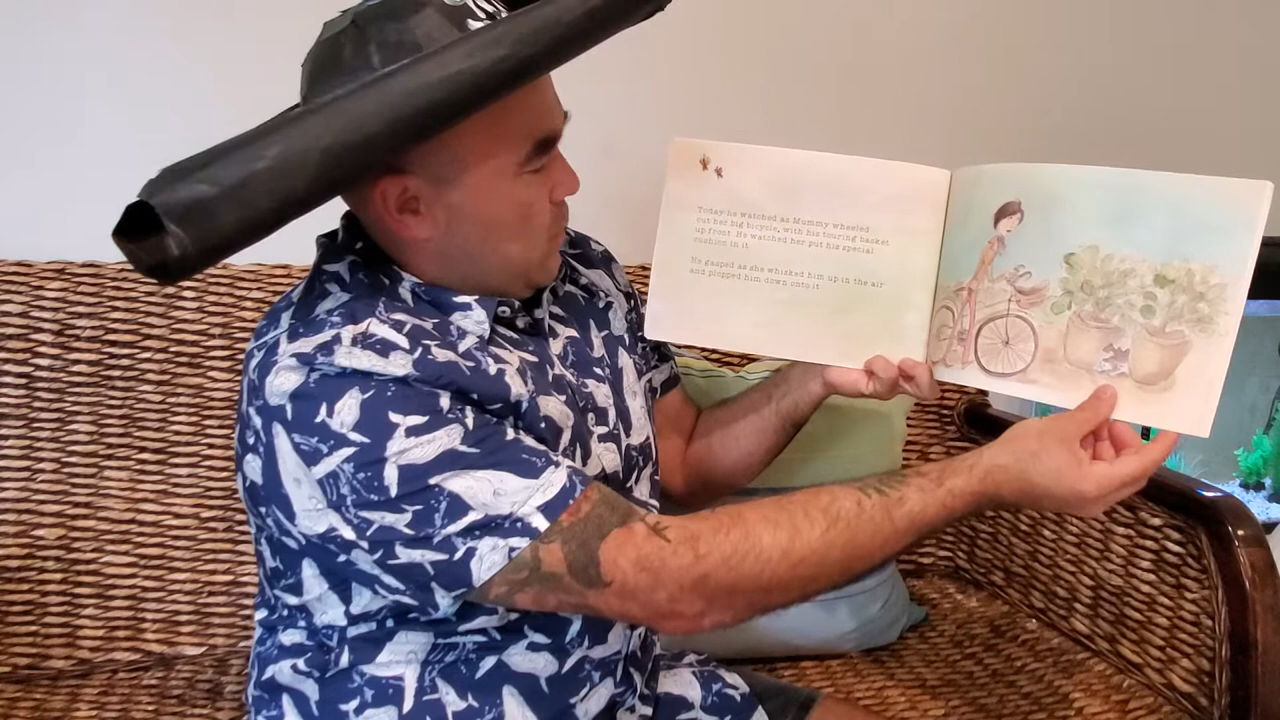 Today he watched as Mummy wheeled
out her big bicycle, with his touring basket
up front. He watched her put his special
cushion in it.
He gasped as she whisked him up in the air
and plopped him down onto it.